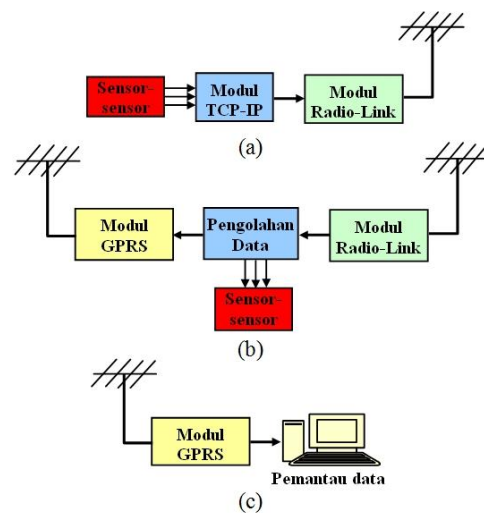 Sensor-
sensor
Modul
TCP-IP
Modul
Radio-Link
(a)
Modul
GPRS
Pengolahan
Data
Modul
Radio-Link
Sensor-
sensor
(b)
Modul
GPRS
Pemantau data
(c)